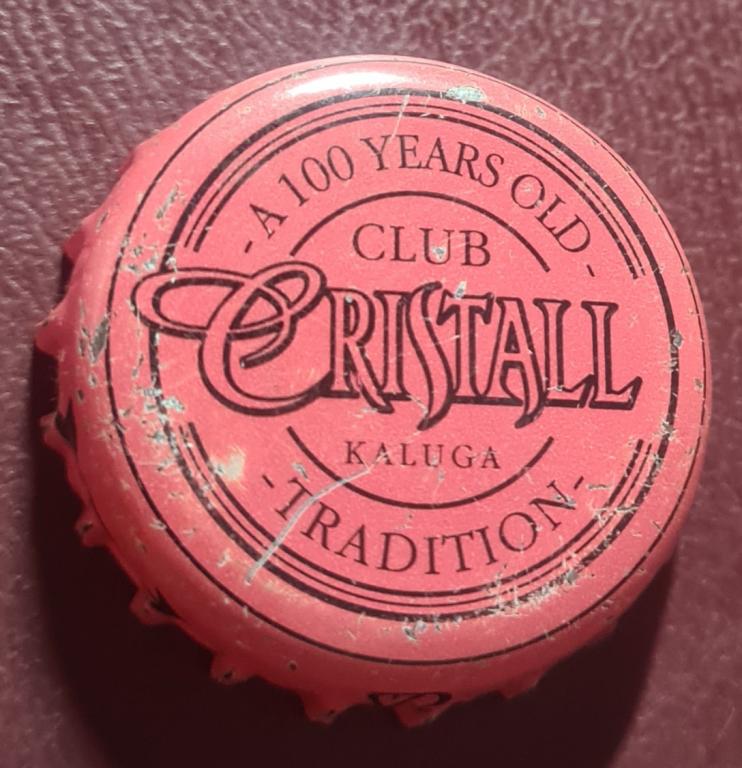 - A 100 YEARS OLD -
CLUB
CRISTALL
KALUGA
- TRADITION -